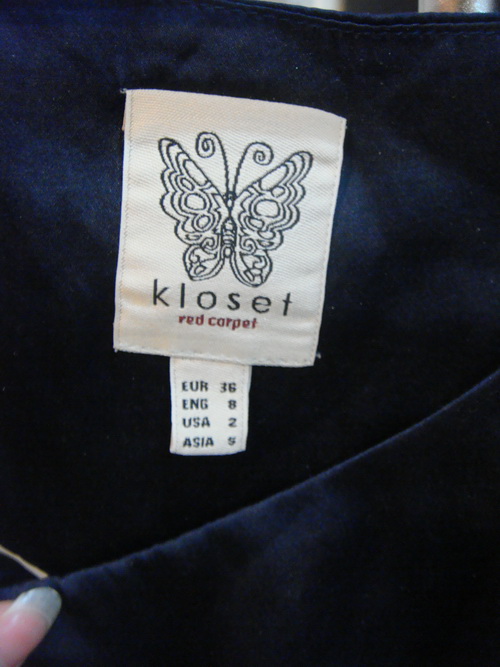 kloset
red carpet
EUR 36
ENG 8
USA 2
ASIA S